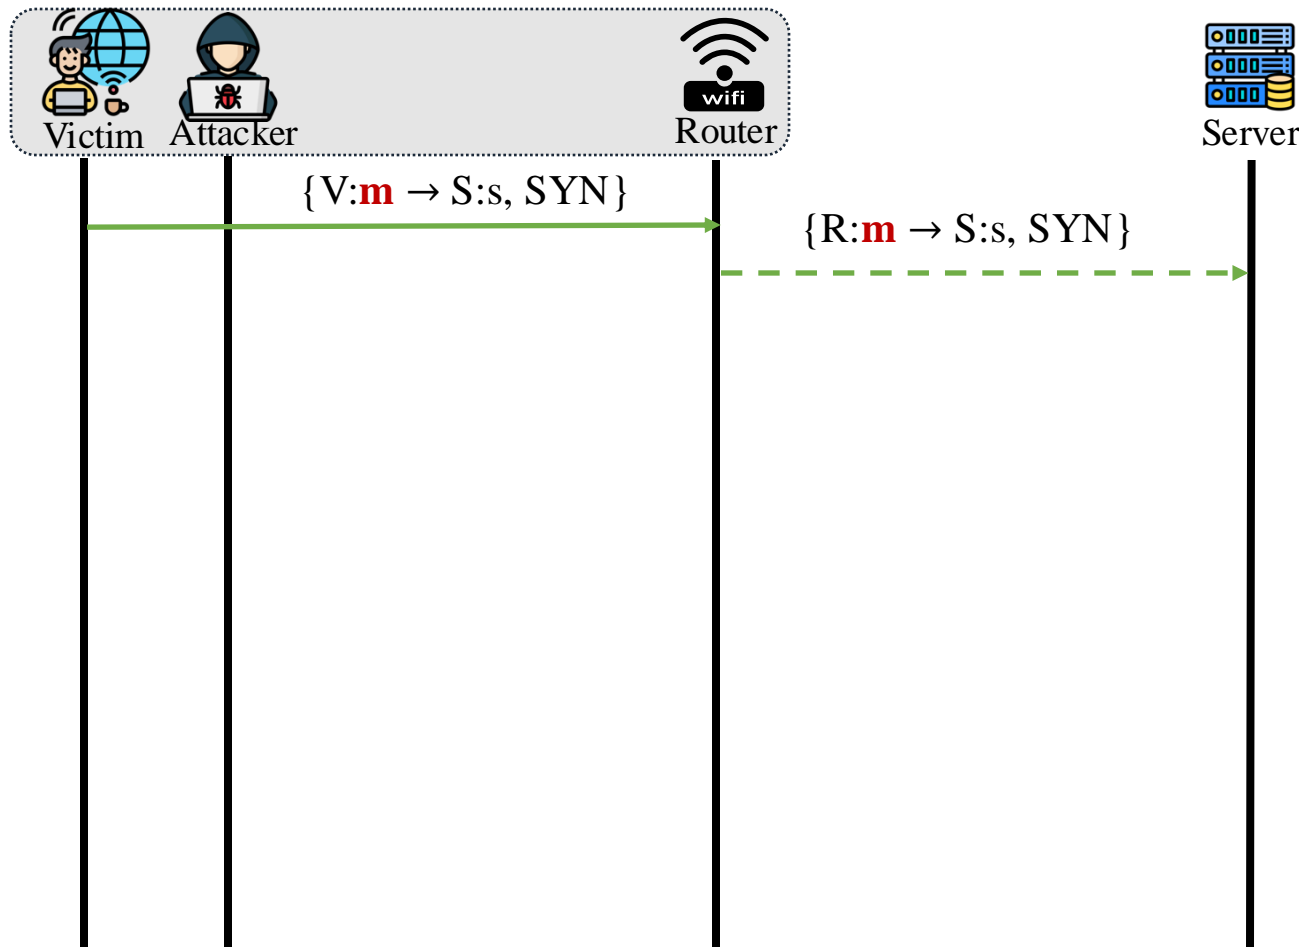 wifi
Victim
Attacker
Router
Server
{V:m → S:s, SYN}
{R:m → S:s, SYN}